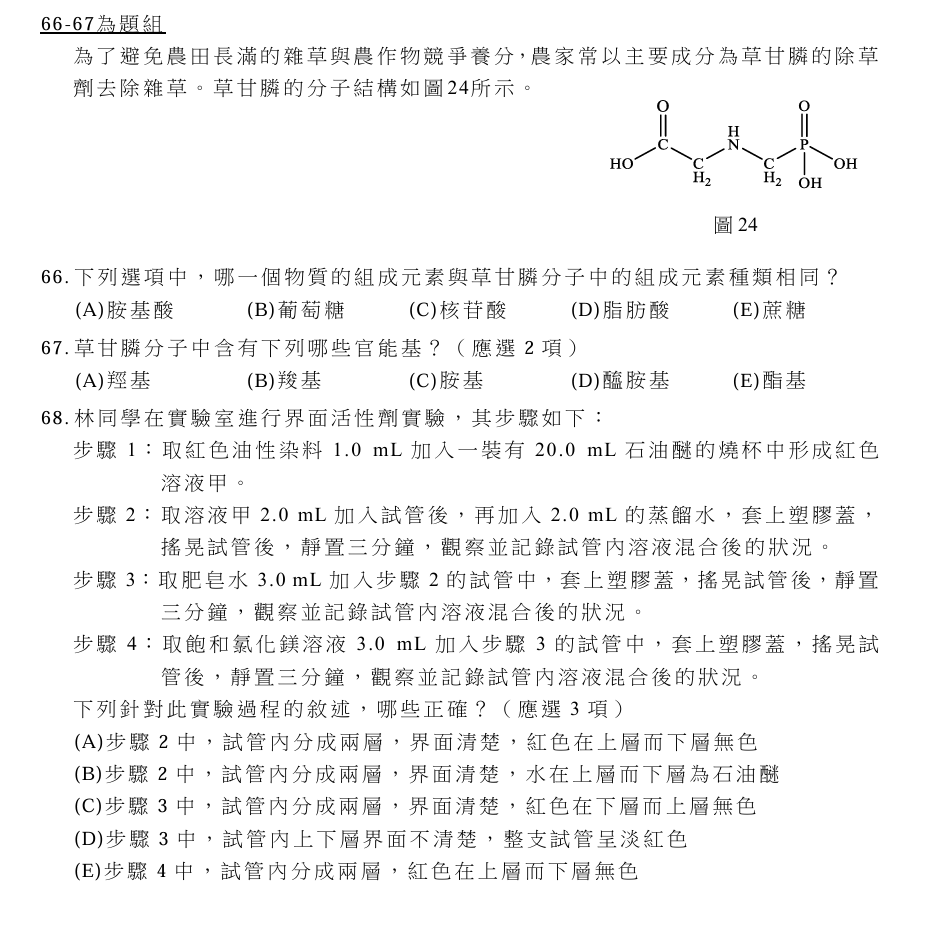 66-67為題組
為了避免農田長滿的雜草與農作物競爭養分，農家常以主要成分為草甘膦的除草
劑去除雜草。草甘膦的分子結構如圖24所示。
O O
H
HO C N P OH
C C
H2 H2 OH
圖 24
66. 下列選項中，哪一個物質的組成元素與草甘膦分子中的組成元素種類相同？
(A)胺基酸 (B)葡萄糖 (C)核苷酸 (D)脂肪酸 (E)蔗糖
67. 草甘膦分子中含有下列哪些官能基？（應選 2 項）
(A)羥基 (B)羧基 (C)胺基 (D)醯胺基 (E)酯基
68. 林同學在實驗室進行界面活性劑實驗，其步驟如下：
步驟 1：取紅色油性染料 1.0 mL 加入一裝有 20.0 mL 石油醚的燒杯中形成紅色
溶液甲。
步驟 2：取溶液甲 2.0 mL 加入試管後，再加入 2.0 mL 的蒸餾水，套上塑膠蓋，
搖晃試管後，靜置三分鐘，觀察並記錄試管內溶液混合後的狀況。
步驟 3：取肥皂水 3.0 mL 加入步驟 2 的試管中，套上塑膠蓋，搖晃試管後，靜置
三分鐘，觀察並記錄試管內溶液混合後的狀況。
步驟 4：取飽和氯化鎂溶液 3.0 mL 加入步驟 3 的試管中，套上塑膠蓋，搖晃試
管後，靜置三分鐘，觀察並記錄試管內溶液混合後的狀況。
下列針對此實驗過程的敘述，哪些正確？（應選 3 項）
(A)步驟 2 中，試管內分成兩層，界面清楚，紅色在上層而下層無色
(B)步驟 2 中，試管內分成兩層，界面清楚，水在上層而下層為石油醚
(C)步驟 3 中，試管內分成兩層，界面清楚，紅色在下層而上層無色
(D)步驟 3 中，試管內上下層界面不清楚，整支試管呈淡紅色
(E)步驟 4 中，試管內分成兩層，紅色在上層而下層無色